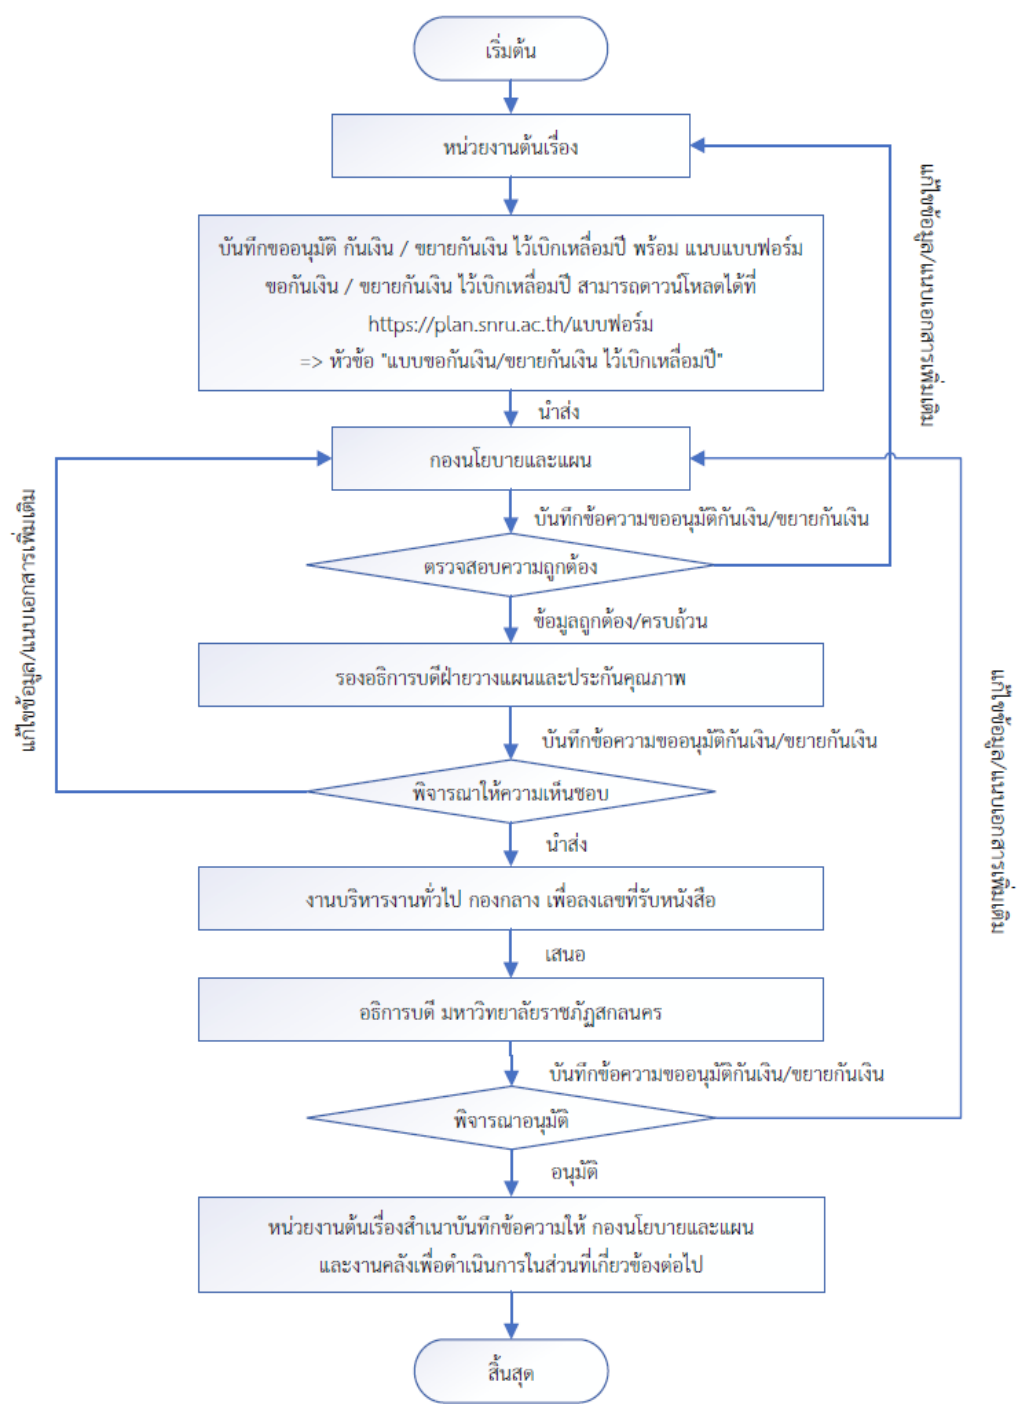 เริ่มต้น
หน่วยงานต้นเรื่อง
บันทึกขออนุมัติ กันเงิน / ขยายกันเงิน ไว้เบิกเหลื่อมปี พร้อม แนบแบบฟอร์ม
ขอกันเงิน / ขยายกันเงิน ไว้เบิกเหลื่อมปี สามารถดาวน์โหลดได้ที่
https://plan.snru.ac.th/แบบฟอร์ม
=> หัวข้อ "แบบขอกันเงิน/ขยายกันเงิน ไว้เบิกเหลื่อมปี"
นำส่ง
กองนโยบายและแผน
บันทึกข้อความขออนุมัติกันเงิน/ขยายกันเงิน
ตรวจสอบความถูกต้อง
แก้ไขข้อมูล/แนบเอกสารเพิ่มเติม
ข้อมูลถูกต้อง/ครบถ้วน
รองอธิการบดีฝ่ายวางแผนและประกันคุณภาพ
บันทึกข้อความขออนุมัติกันเงิน/ขยายกันเงิน
พิจารณาให้ความเห็นชอบ
แก้ไขข้อมูล/แนบเอกสารเพิ่มเติม
นำส่ง
งานบริหารงานทั่วไป กองกลาง เพื่อลงเลขที่รับหนังสือ
เสนอ
อธิการบดี มหาวิทยาลัยราชภัฏสกลนคร
บันทึกข้อความขออนุมัติกันเงิน/ขยายกันเงิน
พิจารณาอนุมัติ
แก้ไขข้อมูล/แนบเอกสารเพิ่มเติม
อนุมัติ
หน่วยงานต้นเรื่องสำเนาบันทึกข้อความให้ กองนโยบายและแผน
และงานคลังเพื่อดำเนินการในส่วนที่เกี่ยวข้องต่อไป
สิ้นสุด